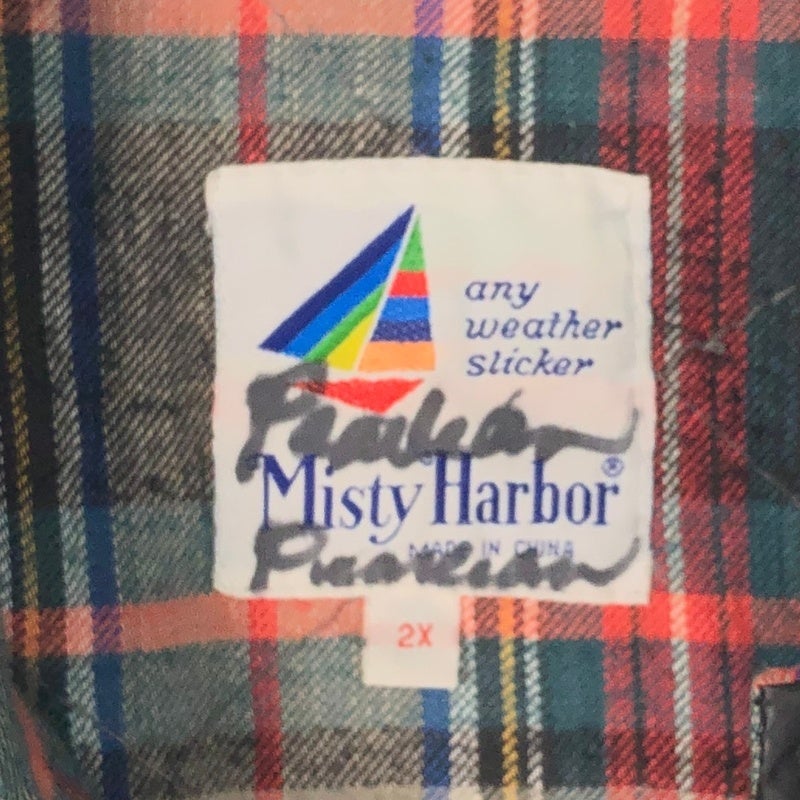 any
weather
slicker
Misty Harbor®
MADE IN CHINA
2X